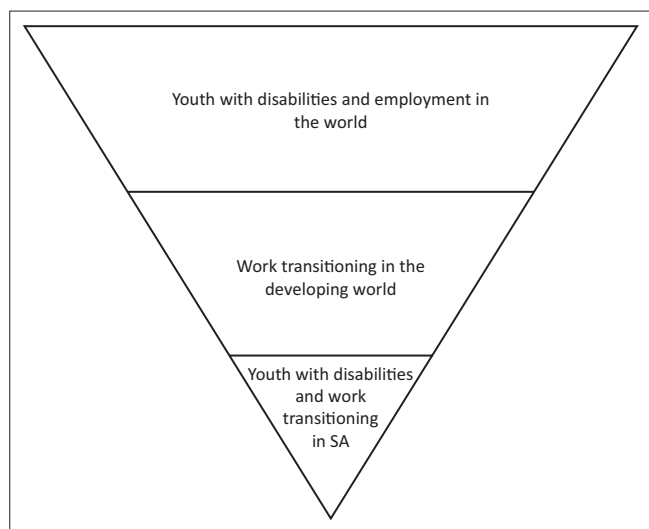 Youth with disabilities and employment in
the world
Work transitioning in the
developing world
Youth with disabilities
and work
transitioning
in SA